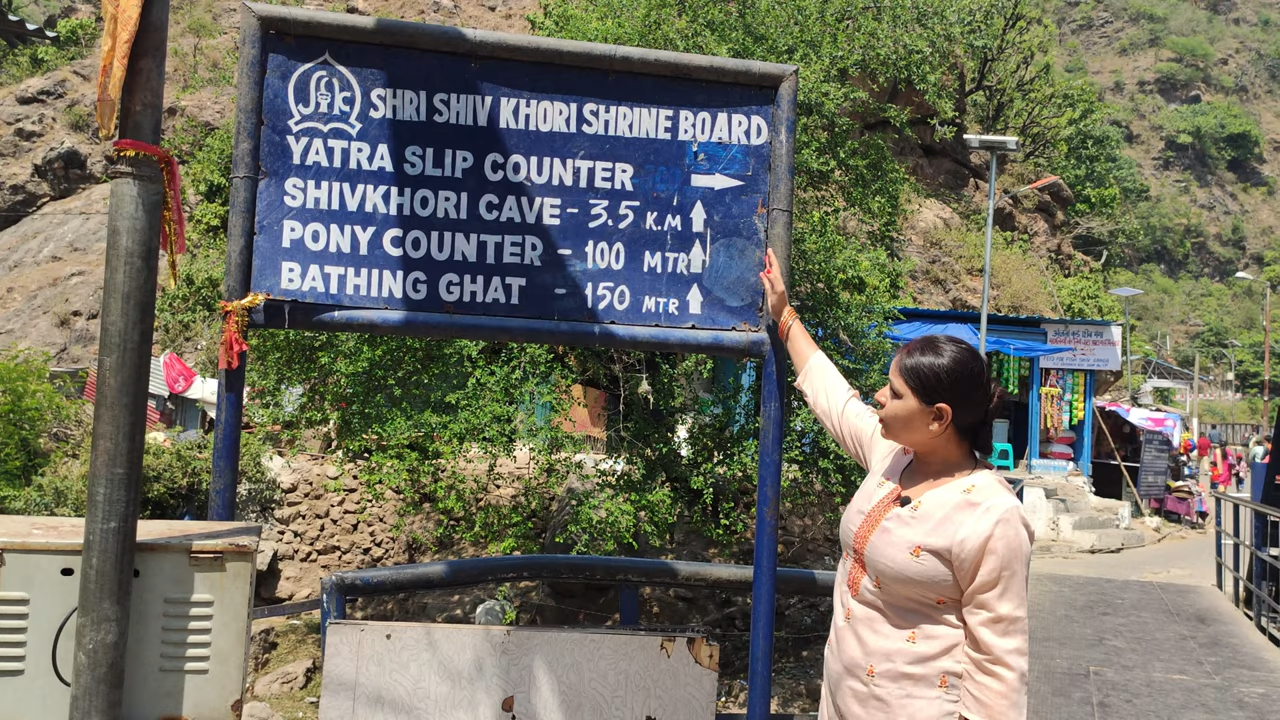 SHRI SHIV KHORI SHRINE BOARD
YATRA SLIP COUNTER →
SHIVKHORI CAVE - 3.5 K.M ↑
PONY COUNTER - 100 MTR ↑
BATHING GHAT - 150 MTR ↑